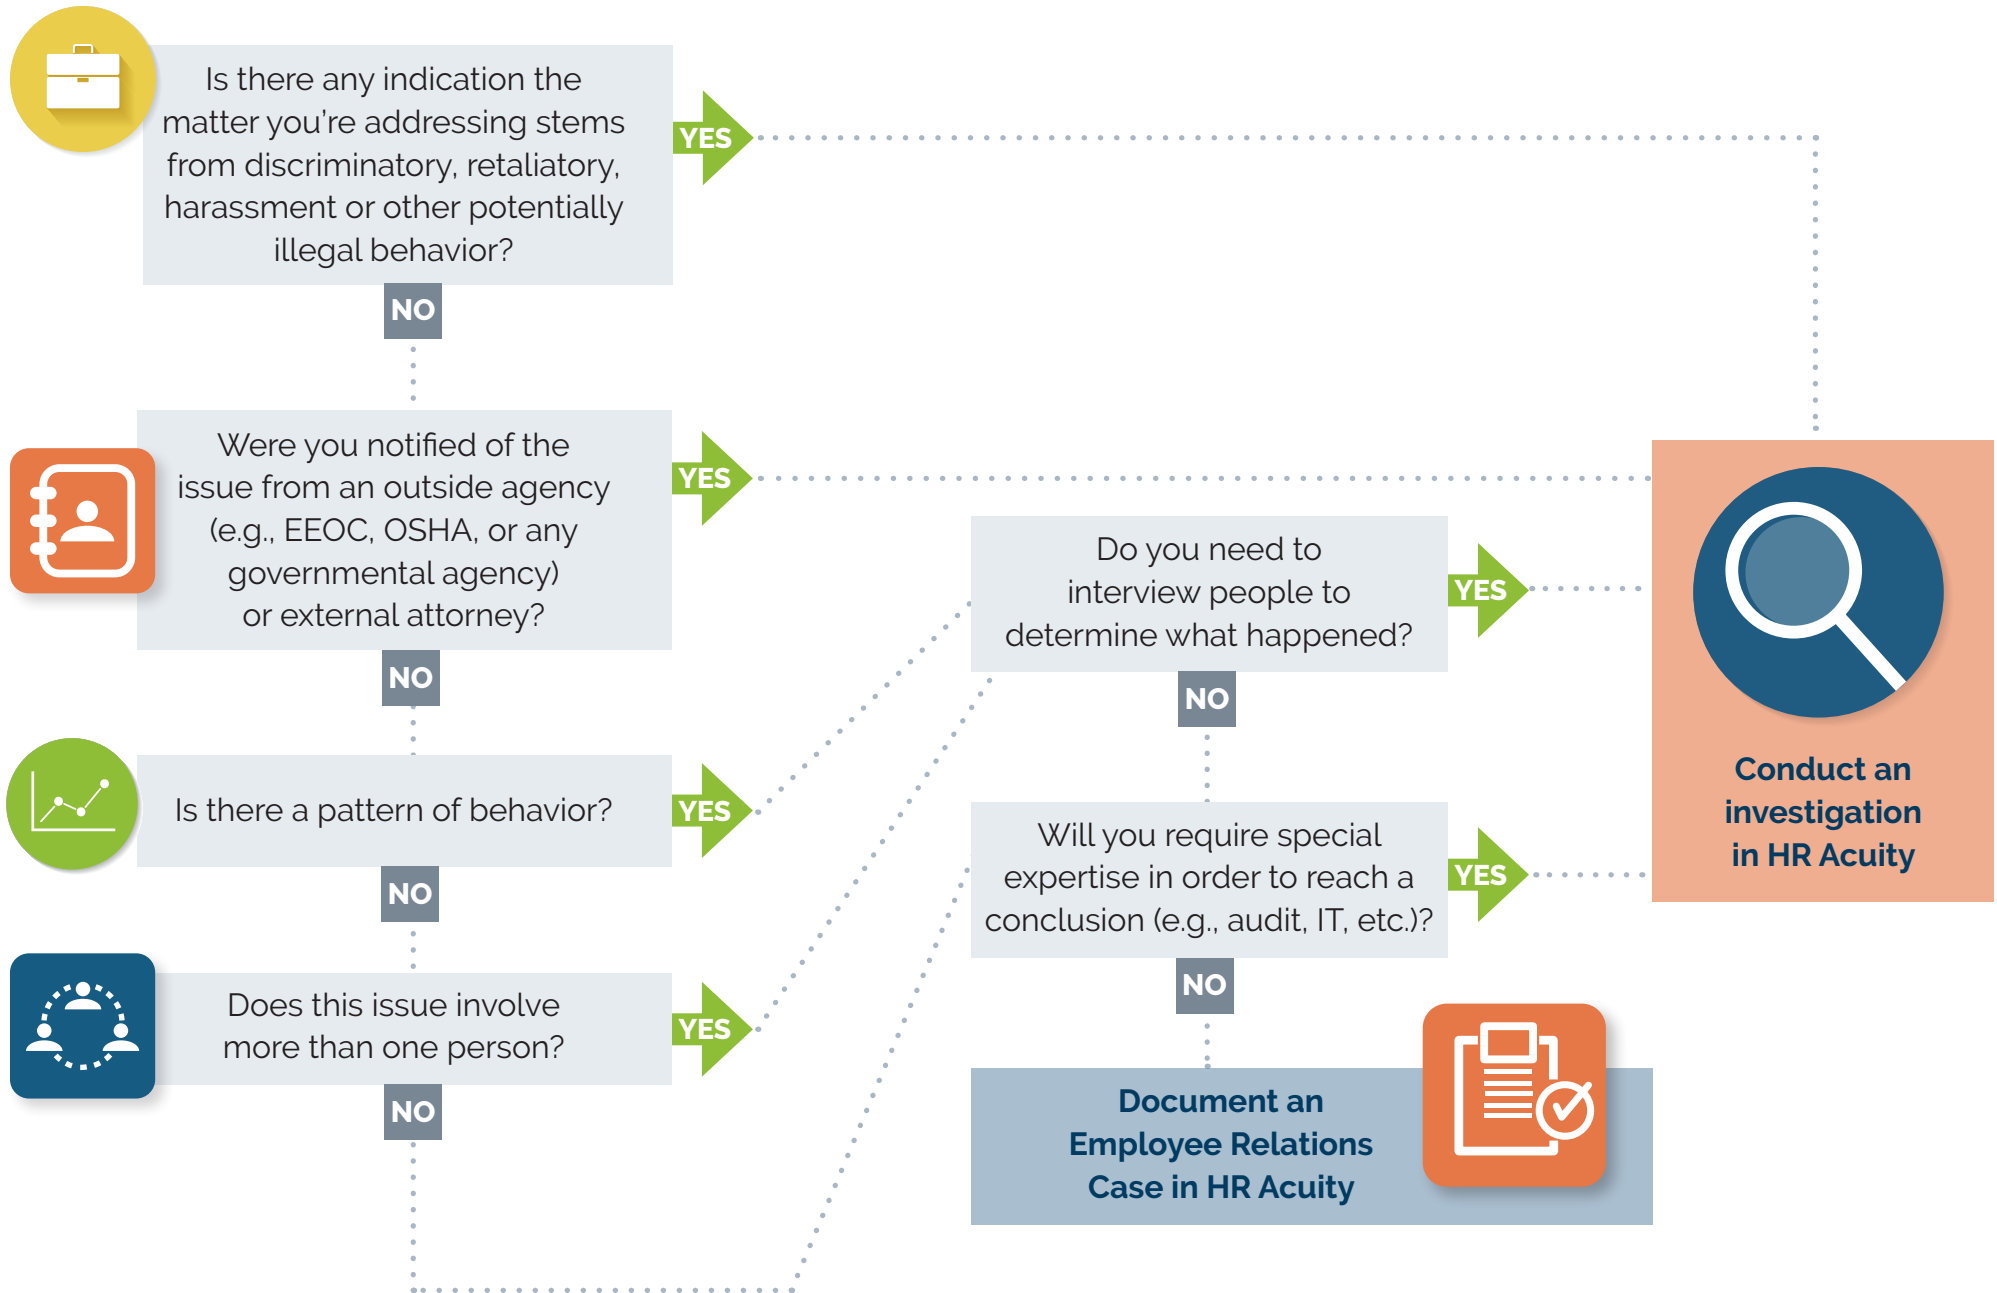 Is there any indication the
matter you're addressing stems
from discriminatory, retaliatory,
harassment or other potentially
illegal behavior?
YES
NO
Were you notified of the
issue from an outside agency
(e.g., EEOC, OSHA, or any
governmental agency)
or external attorney?
YES
NO
Is there a pattern of behavior?
YES
NO
Does this issue involve
more than one person?
YES
NO
Do you need to
interview people to
determine what happened?
YES
NO
Will you require special
expertise in order to reach a
conclusion (e.g., audit, IT, etc.)?
YES
NO
Document an
Employee Relations
Case in HR Acuity
Conduct an
investigation
in HR Acuity